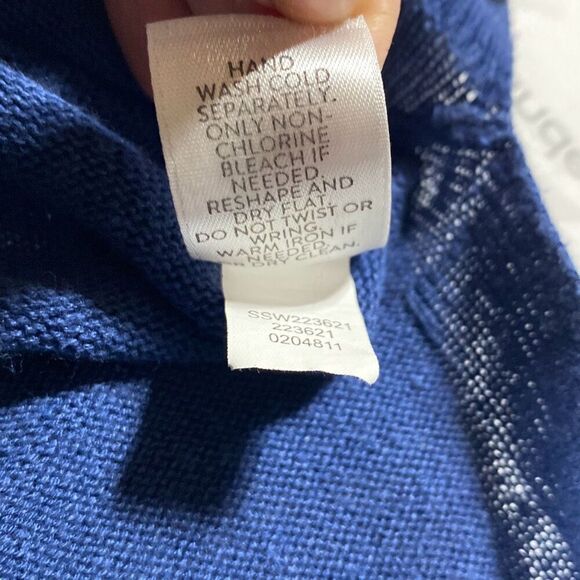 HAND
WASH COLD
SEPARATELY.
ONLY NON-
CHLORINE
BLEACH IF
NEEDED.
RESHAPE AND
DRY FLAT.
DO NOT TWIST OR
WRING.
WARM IRON IF
NEEDED.
OR DRY CLEAN.
SSW223621
223621
0204811